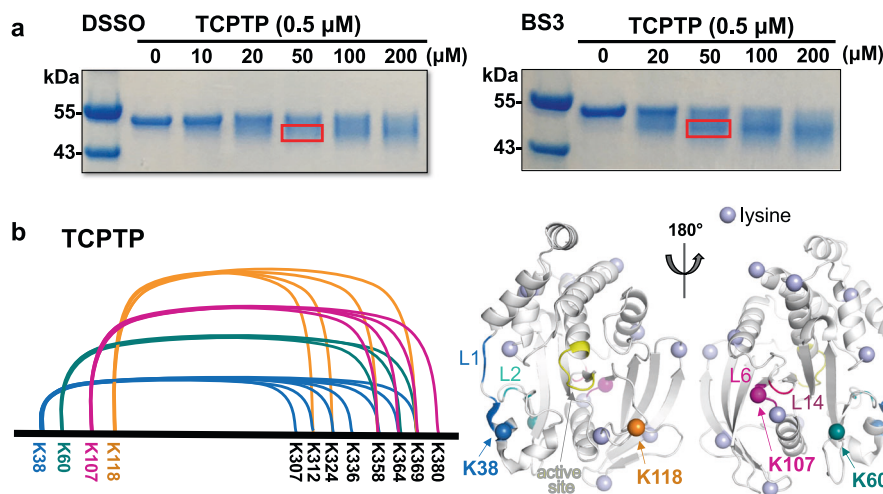 a
DSSO
TCPTP (0.5 µM)
0 10 20 50 100 200 (µM)
kDa
55-
43-
BS3
TCPTP (0.5 µM)
0 20 50 100 200 (µM)
kDa
55-
43-
b
TCPTP
K38
K60
K107
K118
K307
K312
K324
K336
K358
K364
K369
K380
lysine
180°
L1
L2
L6
L14
K38
active
site
K118
K107
K60